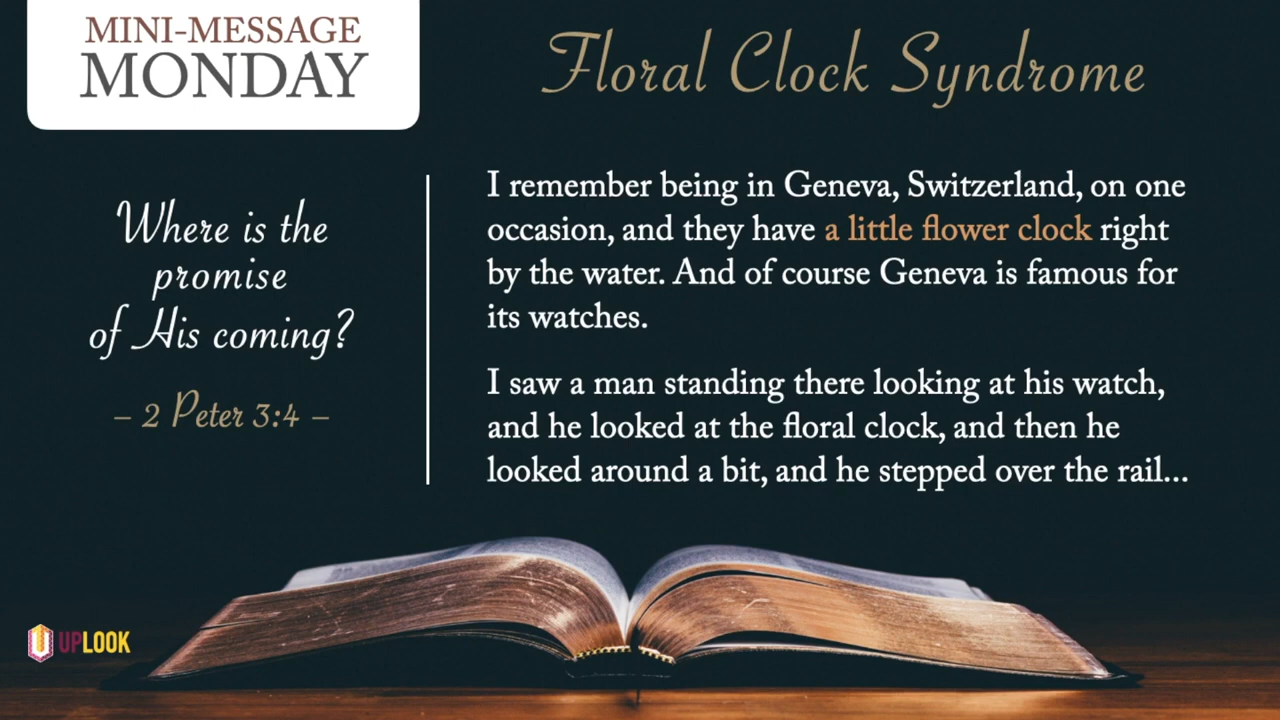 MINI-MESSAGE
MONDAY
Floral Clock Syndrome
Where is the
promise
of His coming?
– 2 Peter 3:4 –
I remember being in Geneva, Switzerland, on one
occasion, and they have a little flower clock right
by the water. And of course Geneva is famous for
its watches.
I saw a man standing there looking at his watch,
and he looked at the floral clock, and then he
looked around a bit, and he stepped over the rail...
UPLOOK